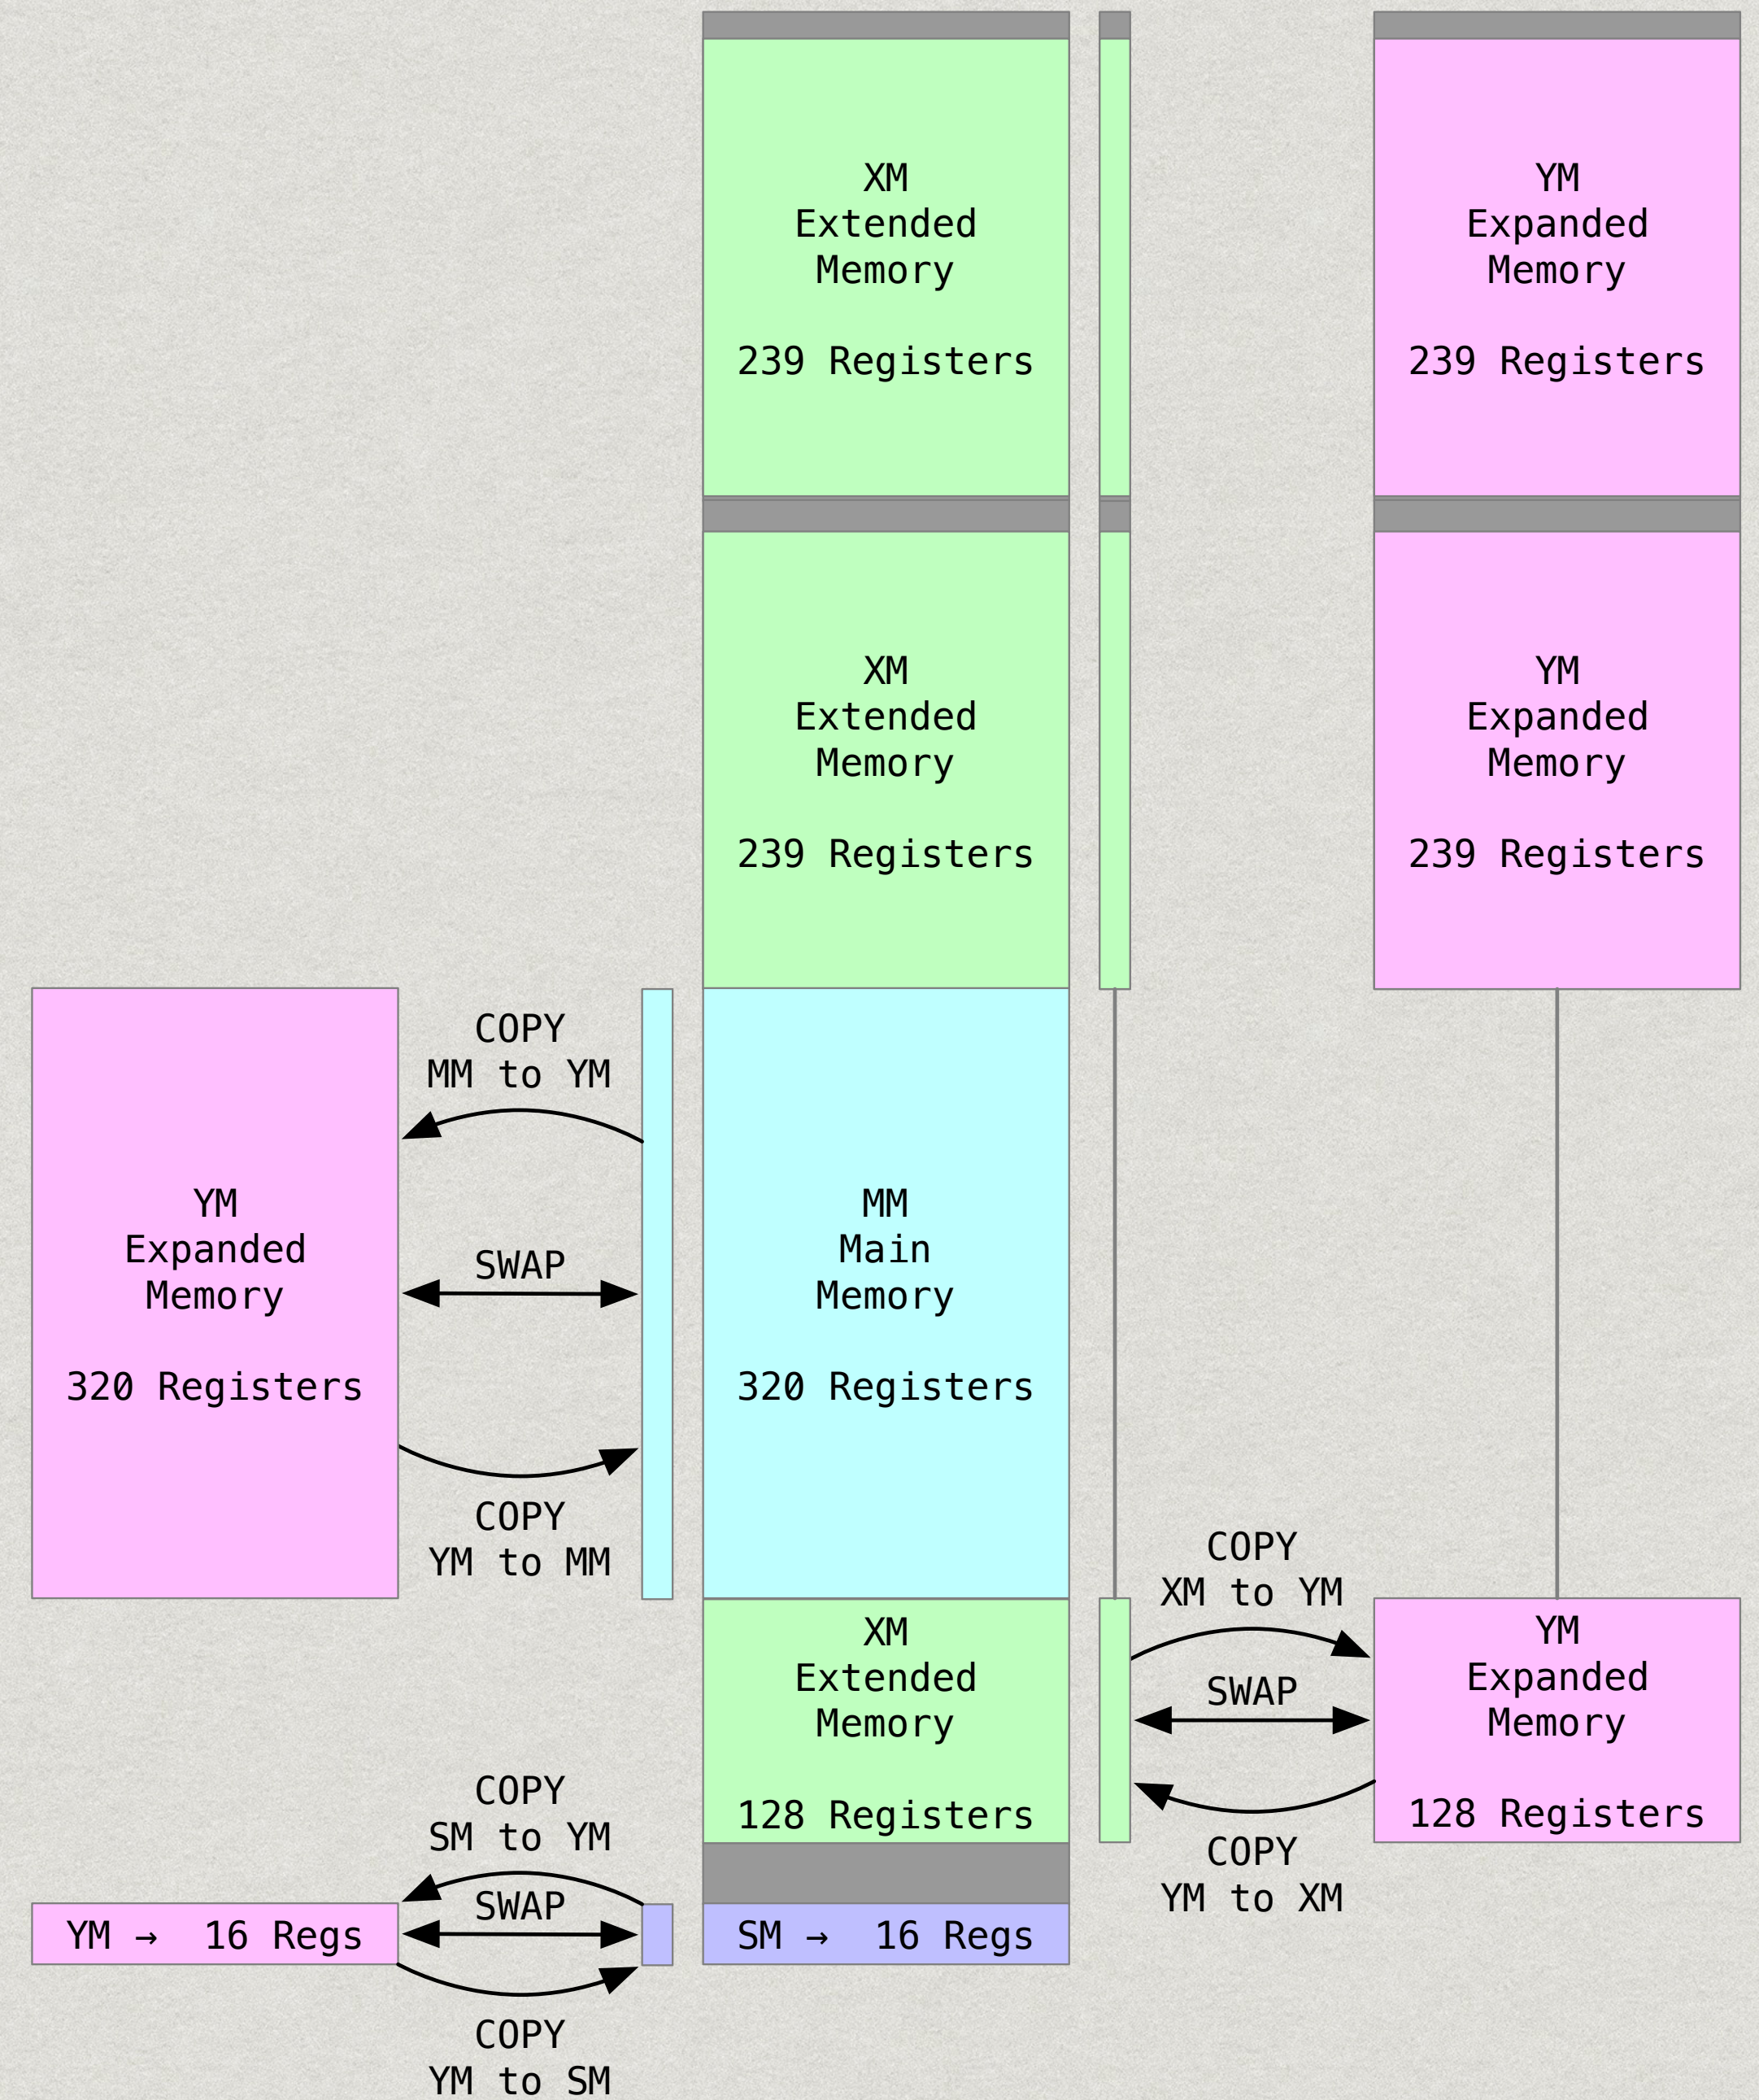 XM
Extended
Memory
239 Registers
YM
Expanded
Memory
239 Registers
XM
Extended
Memory
239 Registers
YM
Expanded
Memory
239 Registers
YM
Expanded
Memory
320 Registers
COPY
MM to YM
SWAP
COPY
YM to MM
MM
Main
Memory
320 Registers
XM
Extended
Memory
128 Registers
COPY
XM to YM
SWAP
COPY
YM to XM
YM
Expanded
Memory
128 Registers
COPY
SM to YM
SWAP
COPY
YM to SM
YM → 16 Regs
SM → 16 Regs